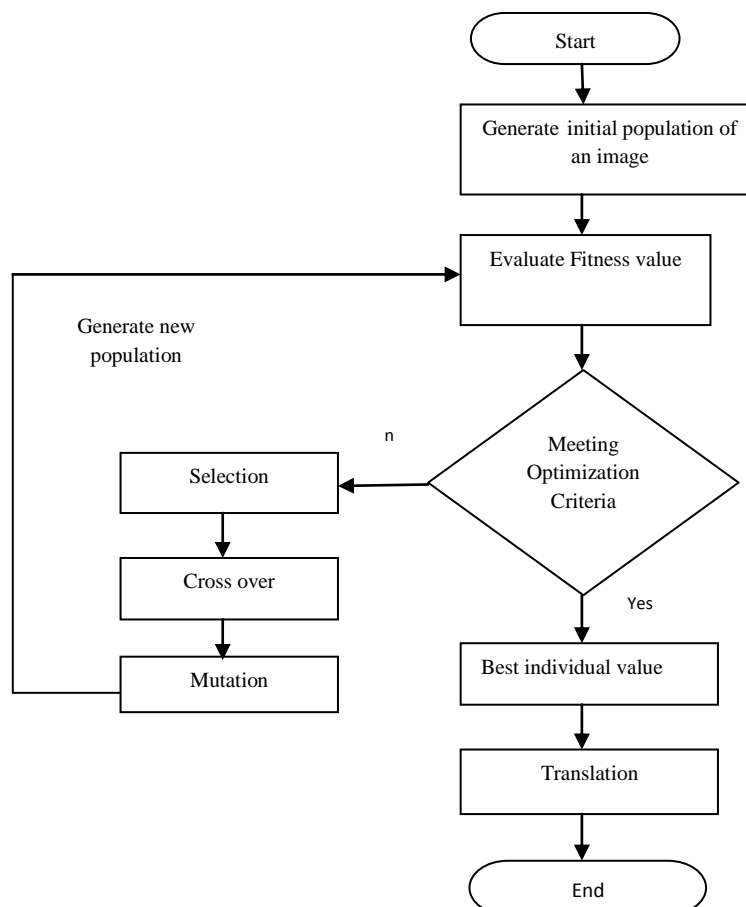 Start
Generate initial population of
an image
Evaluate Fitness value
Generate new
population
n
Meeting
Optimization
Criteria
Selection
Cross over
Yes
Mutation
Best individual value
Translation
End